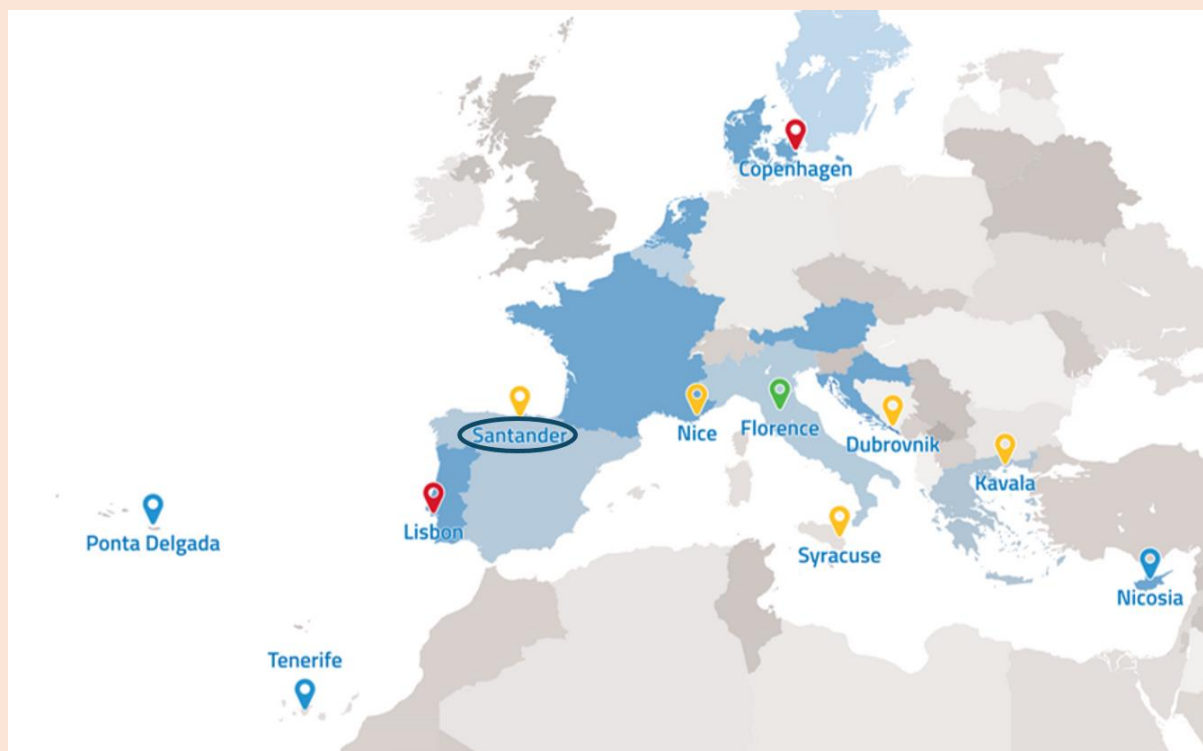 Copenhagen
Santander
Nice
Florence
Dubrovnik
Kavala
Lisbon
Ponta Delgada
Syracuse
Nicosia
Tenerife